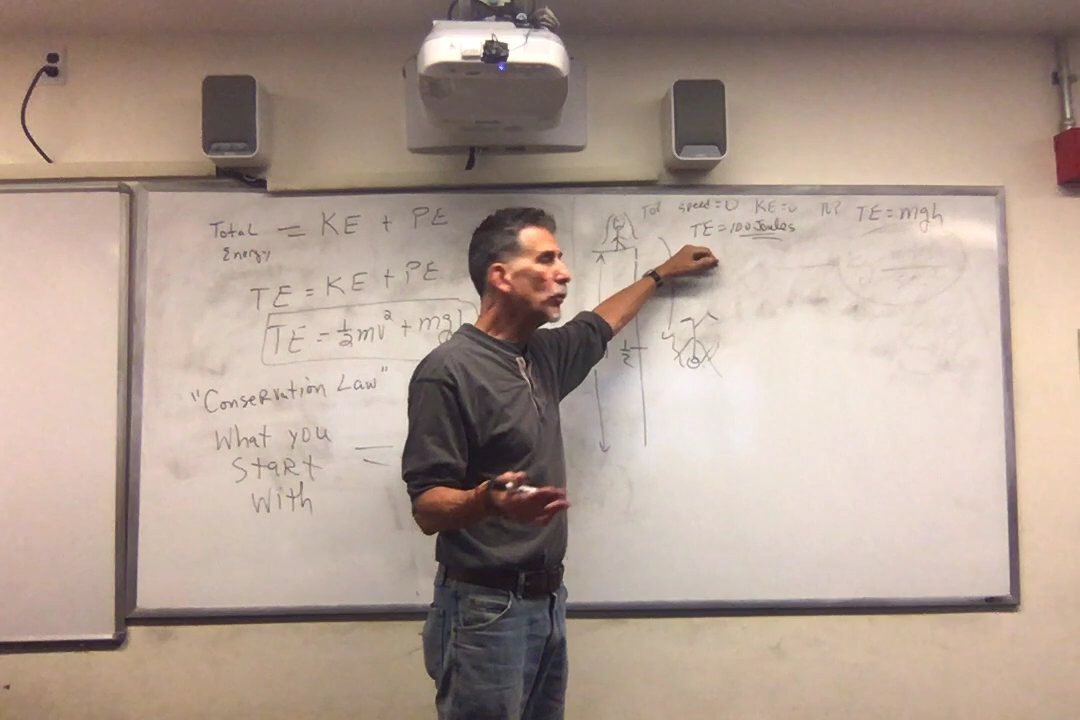 Total = KE + PE
Energy
TE = KE + PE
TE = ½mv² + mg
"Conservation Law"
What you =
Start
With
Top speed = 0 KE = 0 TE = mgh
TE = 100 Joules
½